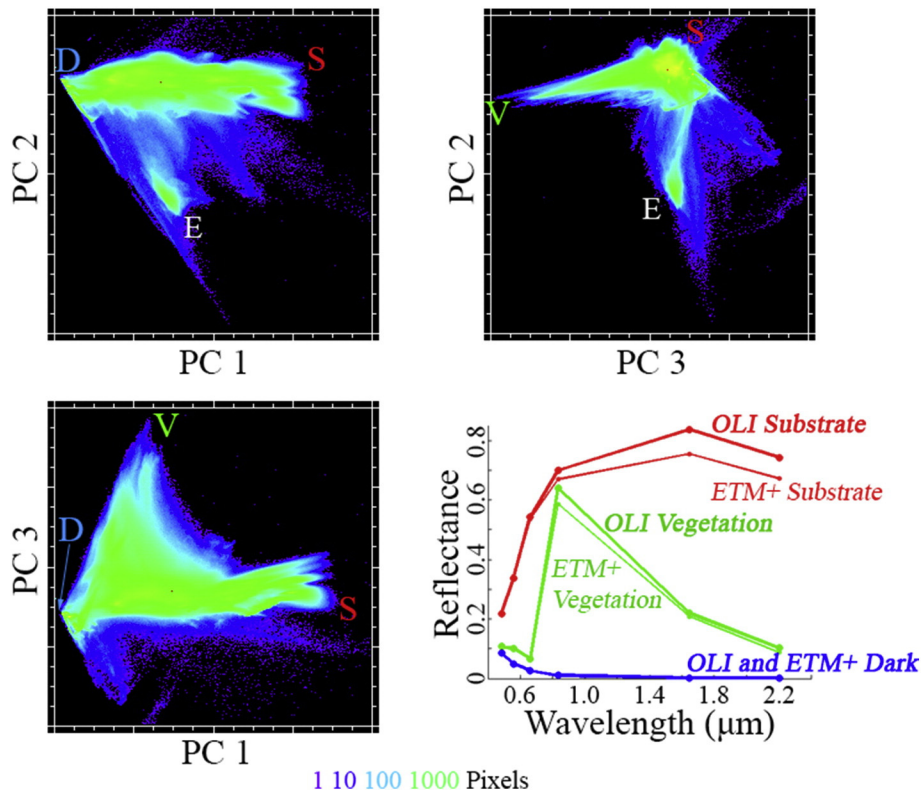 D
S
E
PC 2
PC 1
S
V
E
PC 2
PC 3
V
D
S
PC 3
PC 1
OLI Substrate
ETM+ Substrate
OLI Vegetation
ETM+
Vegetation
OLI and ETM+ Dark
Reflectance
0.8
0.6
0.4
0.2
0
0.6 1.0 1.4 1.8 2.2
Wavelength (μm)
1 10 100 1000 Pixels